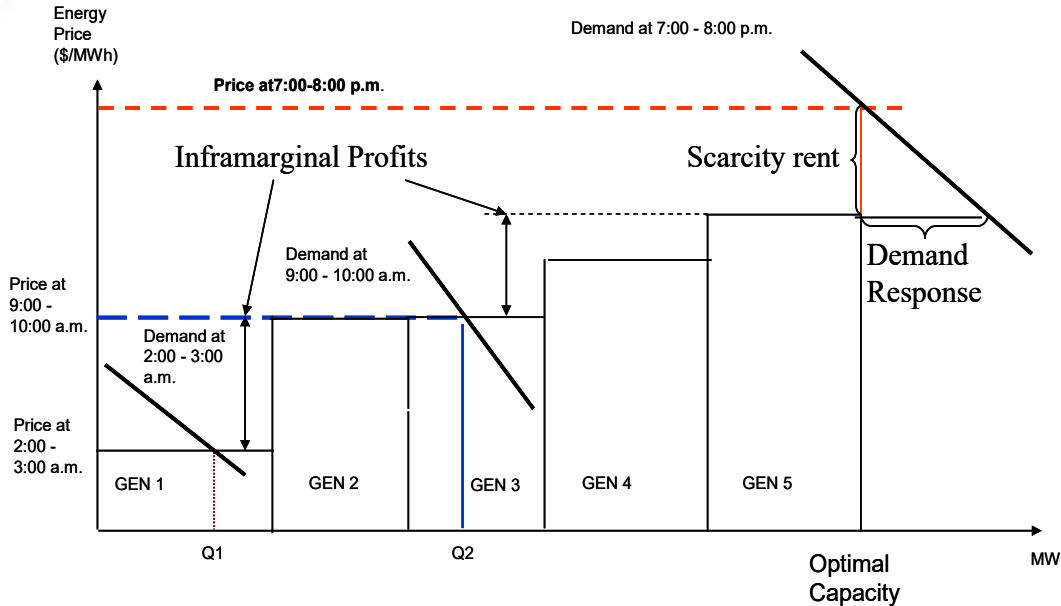 Energy
Price
($/MWh)
Demand at 7:00 - 8:00 p.m.
Price at7:00-8:00 p.m.
Inframarginal Profits
Scarcity rent
Demand at
9:00 - 10:00 a.m.
Demand
Response
Price at
9:00 -
10:00 a.m.
Demand at
2:00 - 3:00
a.m.
Price at
2:00 -
3:00 a.m.
GEN 1
GEN 2
GEN 3
GEN 4
GEN 5
Q1
Q2
Optimal
Capacity
MW